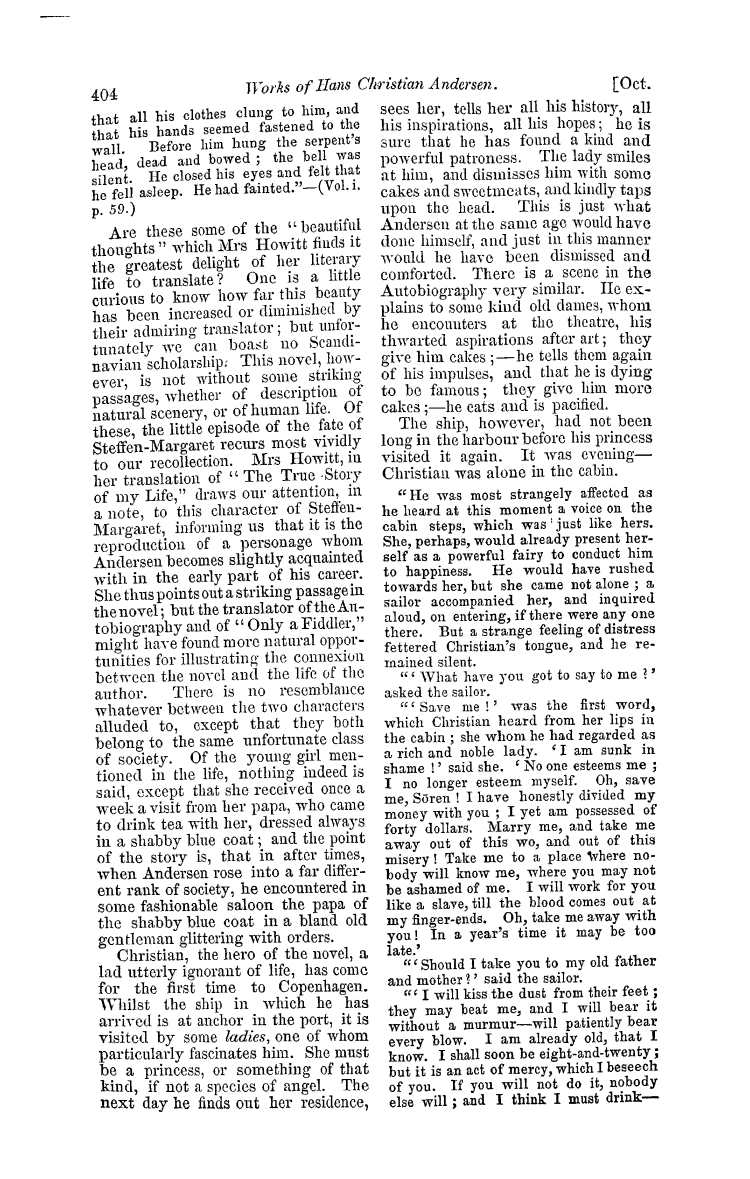 404
Works of Hans Christian Andersen.
[Oct.
that all his clothes clung to him, and
that his hands seemed fastened to the
wall. Before him hung the serpent's
head, dead and bowed; the bell was
silent. He closed his eyes and felt that
he fell asleep. He had fainted."—(Vol. i.
p. 59.)
Are these some of the "beautiful
thoughts" which Mrs Howitt finds it
the greatest delight of her literary
life to translate? One is a little
curious to know how far this beauty
has been increased or diminished by
their admiring translator; but unfor-
tunately we can boast no Scandi-
navian scholarship. This novel, how-
ever, is not without some striking
passages, whether of description of
natural scenery, or of human life. Of
these, the little episode of the fate of
Steffen-Margaret recurs most vividly
to our recollection. Mrs Howitt, in
her translation of "The True Story
of my Life," draws our attention, in
a note, to this character of Steffen-
Margaret, informing us that it is the
reproduction of a personage whom
Andersen becomes slightly acquainted
with in the early part of his career.
She thus points out a striking passage in
the novel; but the translator of the Au-
tobiography and of "Only a Fiddler,"
might have found more natural oppor-
tunities for illustrating the connexion
between the novel and the life of the
author. There is no resemblance
whatever between the two characters
alluded to, except that they both
belong to the same unfortunate class
of society. Of the young girl men-
tioned in the life, nothing indeed is
said, except that she received once a
week a visit from her papa, who came
to drink tea with her, dressed always
in a shabby blue coat; and the point
of the story is, that in after times,
when Andersen rose into a far differ-
ent rank of society, he encountered in
some fashionable saloon the papa of
the shabby blue coat in a bland old
gentleman glittering with orders.
Christian, the hero of the novel, a
lad utterly ignorant of life, has come
for the first time to Copenhagen.
Whilst the ship in which he has
arrived is at anchor in the port, it is
visited by some ladies, one of whom
particularly fascinates him. She must
be a princess, or something of that
kind, if not a species of angel. The
next day he finds out her residence,
sees her, tells her all his history, all
his inspirations, all his hopes; he is
sure that he has found a kind and
powerful patroness. The lady smiles
at him, and dismisses him with some
cakes and sweetmeats, and kindly taps
upon the head. This is just what
Andersen at the same age would have
done himself, and just in this manner
would he have been dismissed and
comforted. There is a scene in the
Autobiography very similar. He ex-
plains to some kind old dames, whom
he encounters at the theatre, his
thwarted aspirations after art; they
give him cakes;—he tells them again
of his impulses, and that he is dying
to be famous; they give him more
cakes;—he eats and is pacified.
The ship, however, had not been
long in the harbour before his princess
visited it again. It was evening—
Christian was alone in the cabin.
"He was most strangely affected as
he heard at this moment a voice on the
cabin steps, which was just like hers.
She, perhaps, would already present her-
self as a powerful fairy to conduct him
to happiness. He would have rushed
towards her, but she came not alone; a
sailor accompanied her, and inquired
aloud, on entering, if there were any one
there. But a strange feeling of distress
fettered Christian's tongue, and he re-
mained silent.
"'What have you got to say to me?'
asked the sailor.
"'Save me!' was the first word,
which Christian heard from her lips in
the cabin; she whom he had regarded as
a rich and noble lady. 'I am sunk in
shame!' said she. 'No one esteems me;
I no longer esteem myself. Oh, save
me, Sören! I have honestly divided my
money with you; I yet am possessed of
forty dollars. Marry me, and take me
away out of this wo, and out of this
misery! Take me to a place where no-
body will know me, where you may not
be ashamed of me. I will work for you
like a slave, till the blood comes out at
my finger-ends. Oh, take me away with
you! In a year's time it may be too
late.'
"'Should I take you to my old father
and mother?' said the sailor.
"'I will kiss the dust from their feet;
they may beat me, and I will bear it
without a murmur—will patiently bear
every blow. I am already old, that I
know. I shall soon be eight-and-twenty;
but it is an act of mercy, which I beseech
of you. If you will not do it, nobody
else will; and I think I must drink—